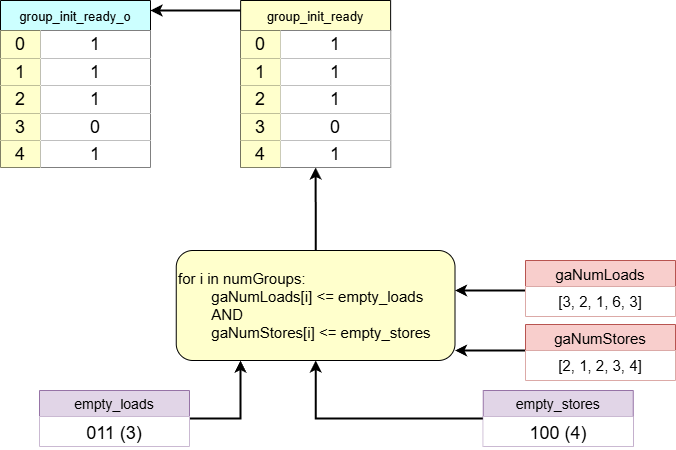 group_init_ready_o
0 1
1 1
2 1
3 0
4 1
group_init_ready
0 1
1 1
2 1
3 0
4 1
for i in numGroups:
gaNumLoads[i] <= empty_loads
AND
gaNumStores[i] <= empty_stores
gaNumLoads
[3, 2, 1, 6, 3]
gaNumStores
[2, 1, 2, 3, 4]
empty_loads
011 (3)
empty_stores
100 (4)